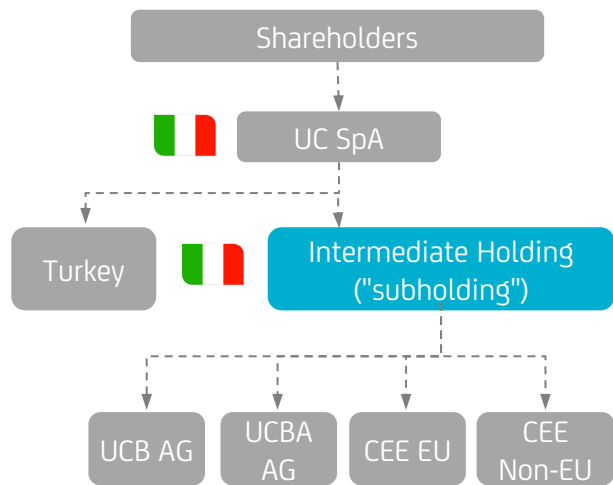 Shareholders
UC SpA
Turkey
Intermediate Holding
("subholding")
UCB AG
UCBA
AG
CEE EU
CEE
Non-EU